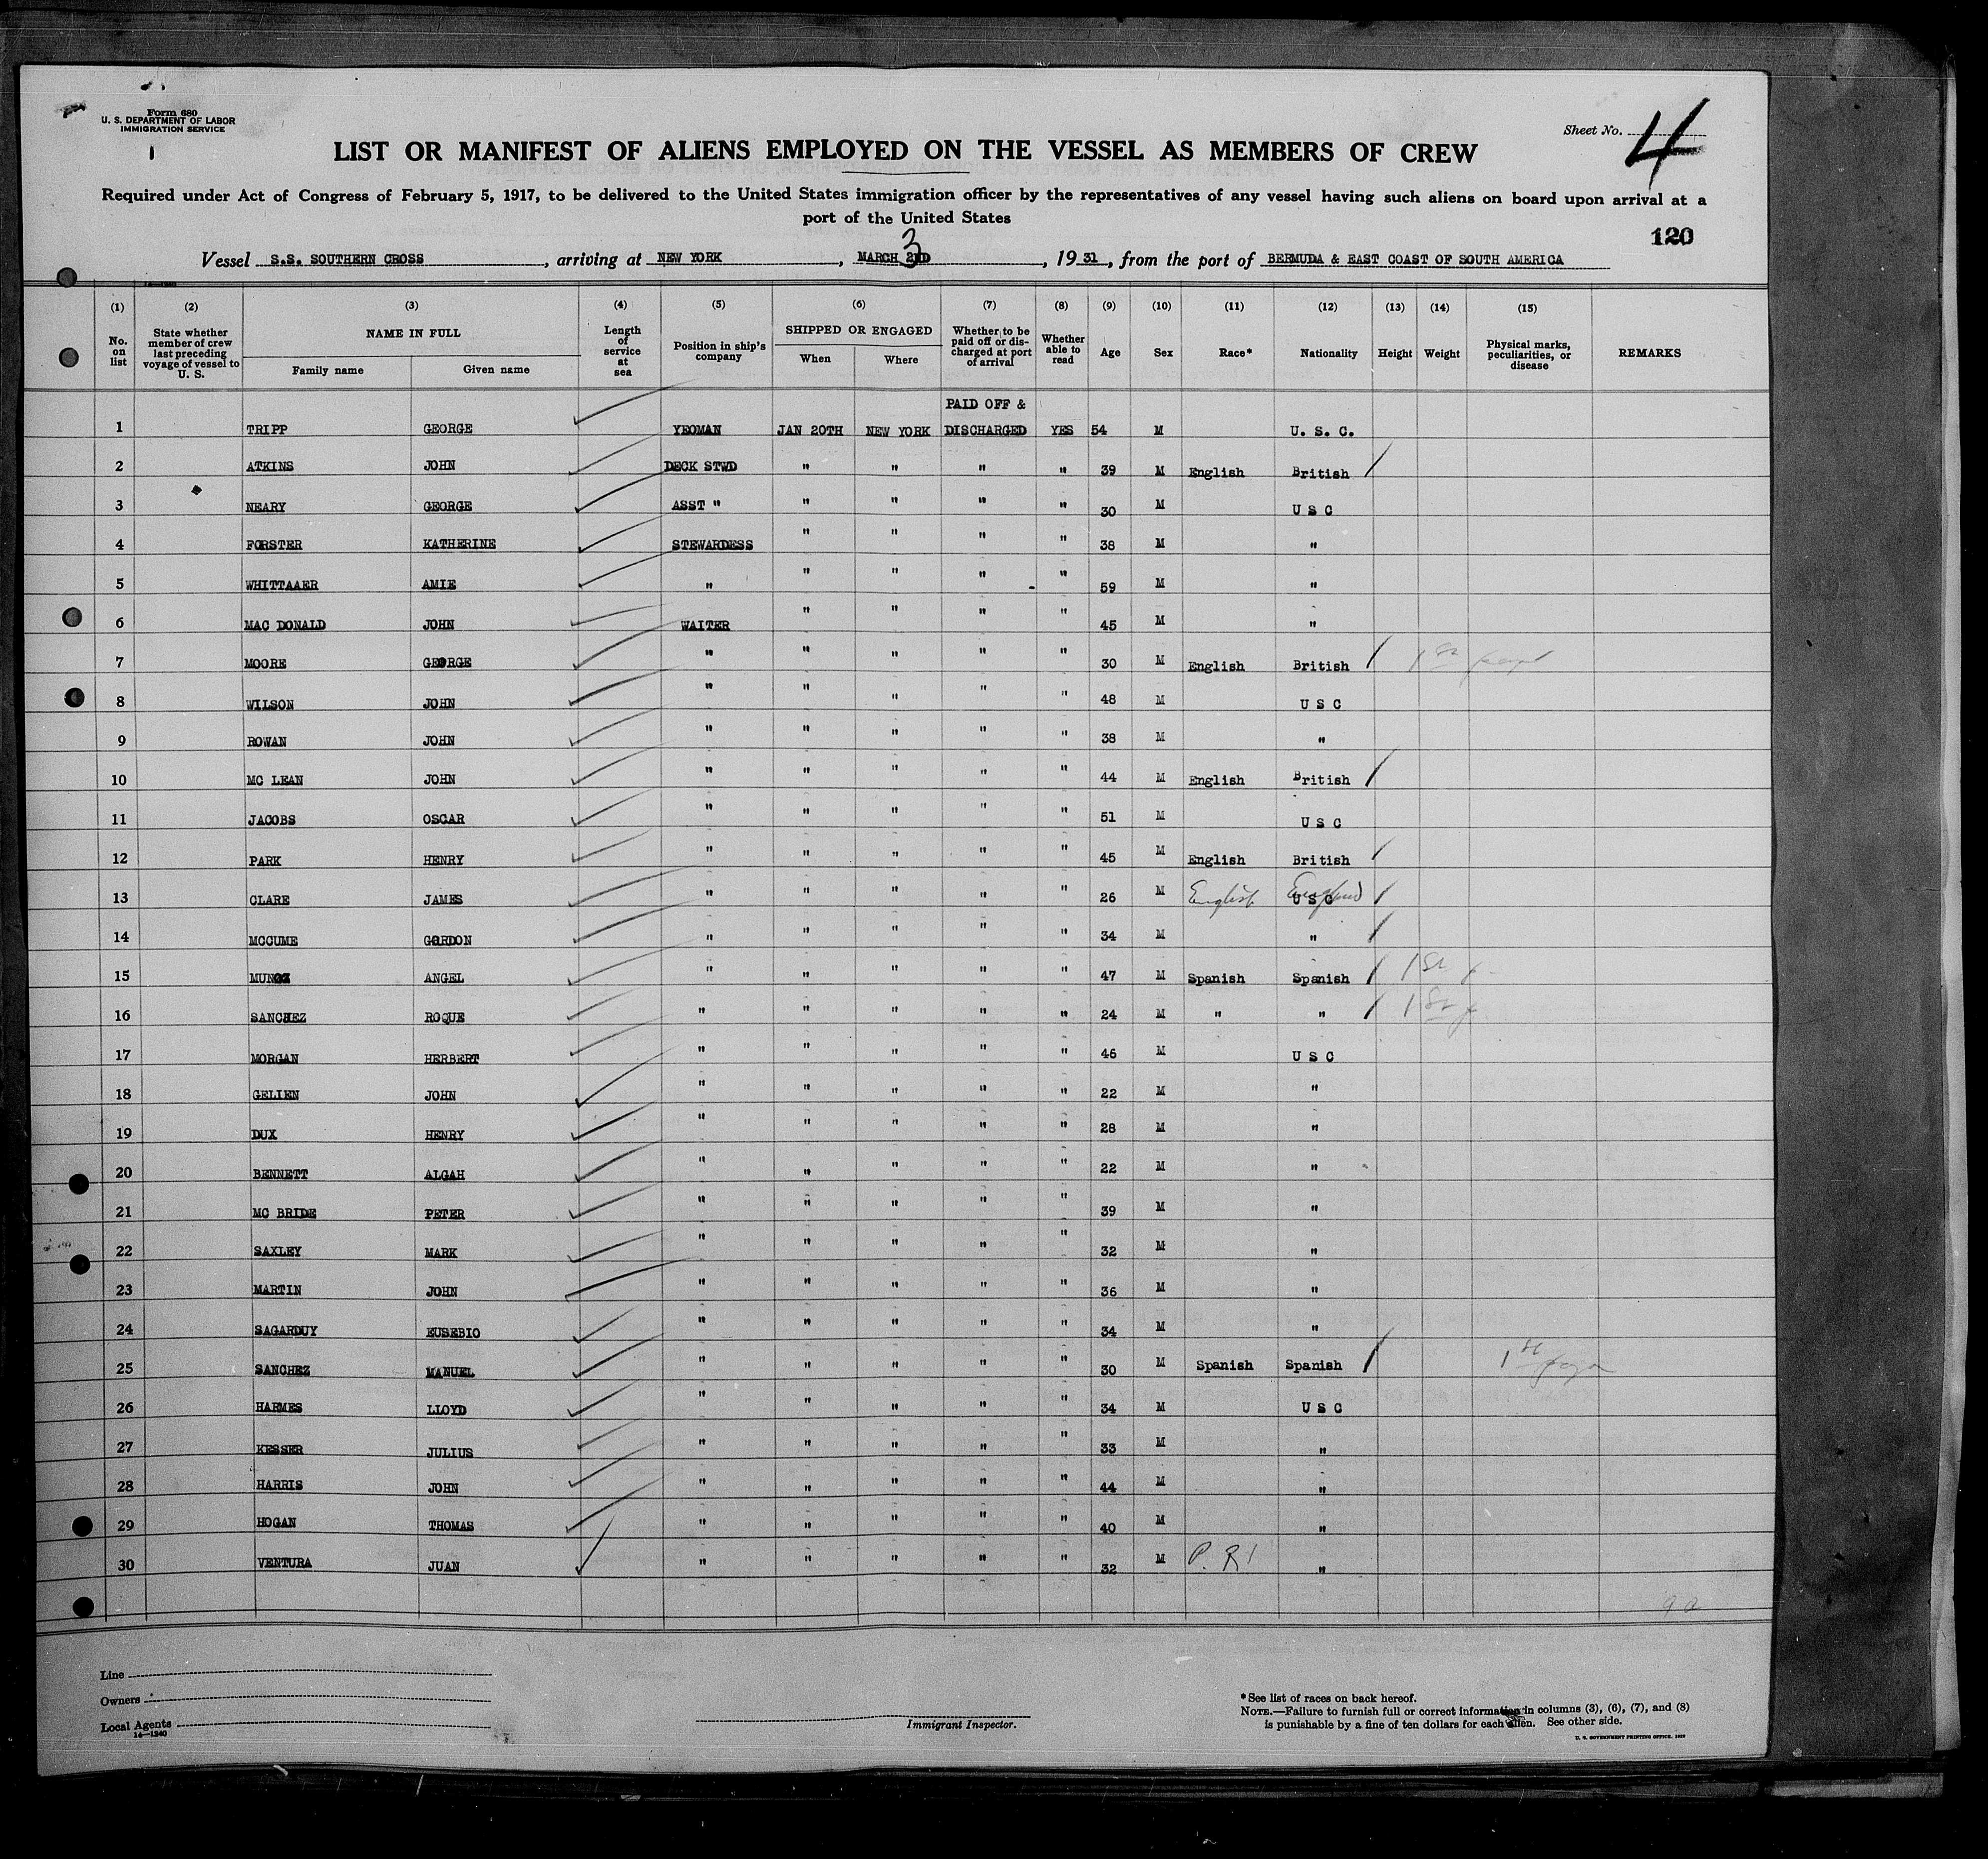 Form 680
U. S. DEPARTMENT OF LABOR
IMMIGRATION SERVICE
Sheet No. 4
LIST OR MANIFEST OF ALIENS EMPLOYED ON THE VESSEL AS MEMBERS OF CREW
Required under Act of Congress of February 5, 1917, to be delivered to the United States immigration officer by the representatives of any vessel having such aliens on board upon arrival at a
port of the United States
120
Vessel S.S. SOUTHERN CROSS, arriving at NEW YORK, MARCH 2ND 3, 1931, from the port of BERMUDA & EAST COAST OF SOUTH AMERICA
(1) (2) (3) (4) (5) (6) (7) (8) (9) (10) (11) (12) (13) (14) (15)
No. on list State whether member of crew last preceding voyage of vessel to U. S. NAME IN FULL Family name Given name Length of service at sea Position in ship's company SHIPPED OR ENGAGED When Where Whether to be paid off or discharged at port of arrival Whether able to read Age Sex Race* Nationality Height Weight Physical marks, peculiarities, or disease REMARKS
PAID OFF &
1 TRIPP GEORGE YEOMAN JAN 20TH NEW YORK DISCHARGED YES 54 M U. S. C.
2 ATKINS JOHN DECK STWD " " " " 39 M English British /
3 NEARY GEORGE ASST " " " " " 30 M U S C
4 FORSTER KATHERINE STEWARDESS " " " " 38 M "
5 WHITTAAER AMIE " " " " " 59 M "
6 MAC DONALD JOHN WAITER " " " " 45 M "
7 MOORE GEORGE " " " " " 30 M English British / 1st
8 WILSON JOHN " " " " " 48 M U S C
9 ROWAN JOHN " " " " " 38 M "
10 MC LEAN JOHN " " " " " 44 M English British /
11 JACOBS OSCAR " " " " " 51 M U S C
12 PARK HENRY " " " " " 45 M English British /
13 CLARE JAMES " " " " " 26 M English U S C England /
14 MCCUME GORDON " " " " " 34 M " /
15 MUNOZ ANGEL " " " " " 47 M Spanish Spanish / 1st
16 SANCHEZ ROQUE " " " " " 24 M " " / 1st
17 MORGAN HERBERT " " " " " 46 M U S C
18 GELIEN JOHN " " " " " 22 M "
19 DUX HENRY " " " " " 28 M "
20 BENNETT ALGAH " " " " " 22 M "
21 MC BRIDE PETER " " " " " 39 M "
22 SAXLEY MARK " " " " " 32 M "
23 MARTIN JOHN " " " " " 36 M "
24 SAGARDUY EUSEBIO " " " " " 34 M "
25 SANCHEZ MANUEL " " " " " 30 M Spanish Spanish / 1st
26 HARMES LLOYD " " " " " 34 M U S C
27 KESSER JULIUS " " " " " 33 M "
28 HARRIS JOHN " " " " " 44 M "
29 HOGAN THOMAS " " " " " 40 M "
30 VENTURA JUAN " " " " " 32 M P. R. "
Line
Owners
Local Agents
14—1240
Immigrant Inspector.
*See list of races on back hereof.
NOTE.—Failure to furnish full or correct information in columns (3), (6), (7), and (8)
is punishable by a fine of ten dollars for each alien. See other side.
U. S. GOVERNMENT PRINTING OFFICE